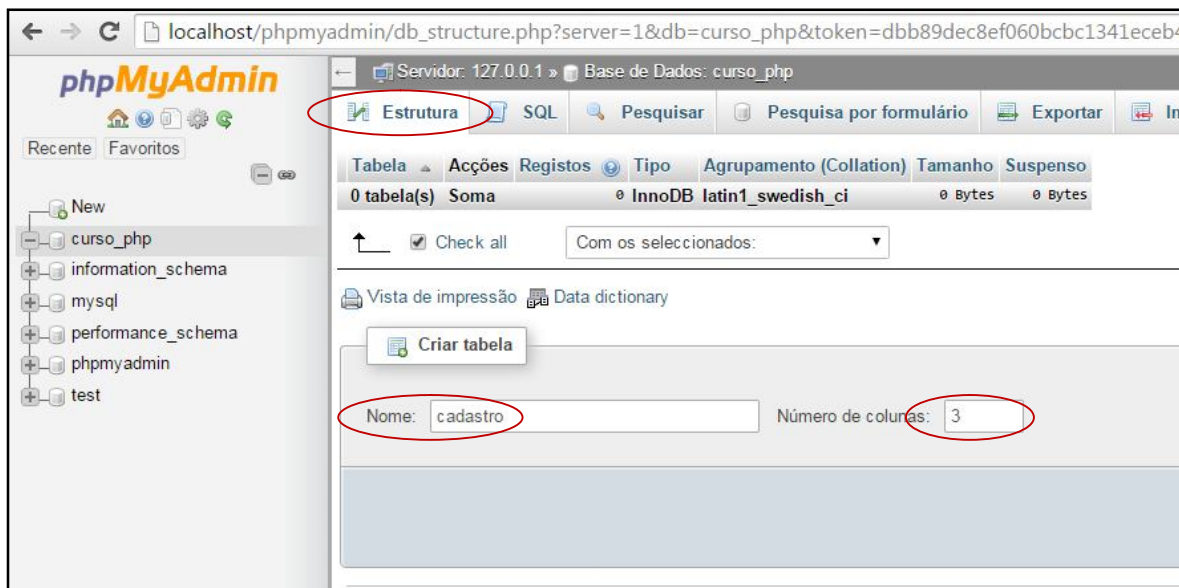 localhost/phpmyadmin/db_structure.php?server=1&db=curso_php&token=dbb89dec8ef060bcbc1341eceb4
phpMyAdmin
Recente Favoritos
New
curso_php
information_schema
mysql
performance_schema
phpmyadmin
test
Servidor: 127.0.0.1 » Base de Dados: curso_php
Estrutura SQL Pesquisar Pesquisa por formulário Exportar In
Tabela Acções Registos Tipo Agrupamento (Collation) Tamanho Suspenso
0 tabela(s) Soma 0 InnoDB latin1_swedish_ci 0 Bytes 0 Bytes
Check all Com os seleccionados:
Vista de impressão Data dictionary
Criar tabela
Nome: cadastro Número de colunas: 3